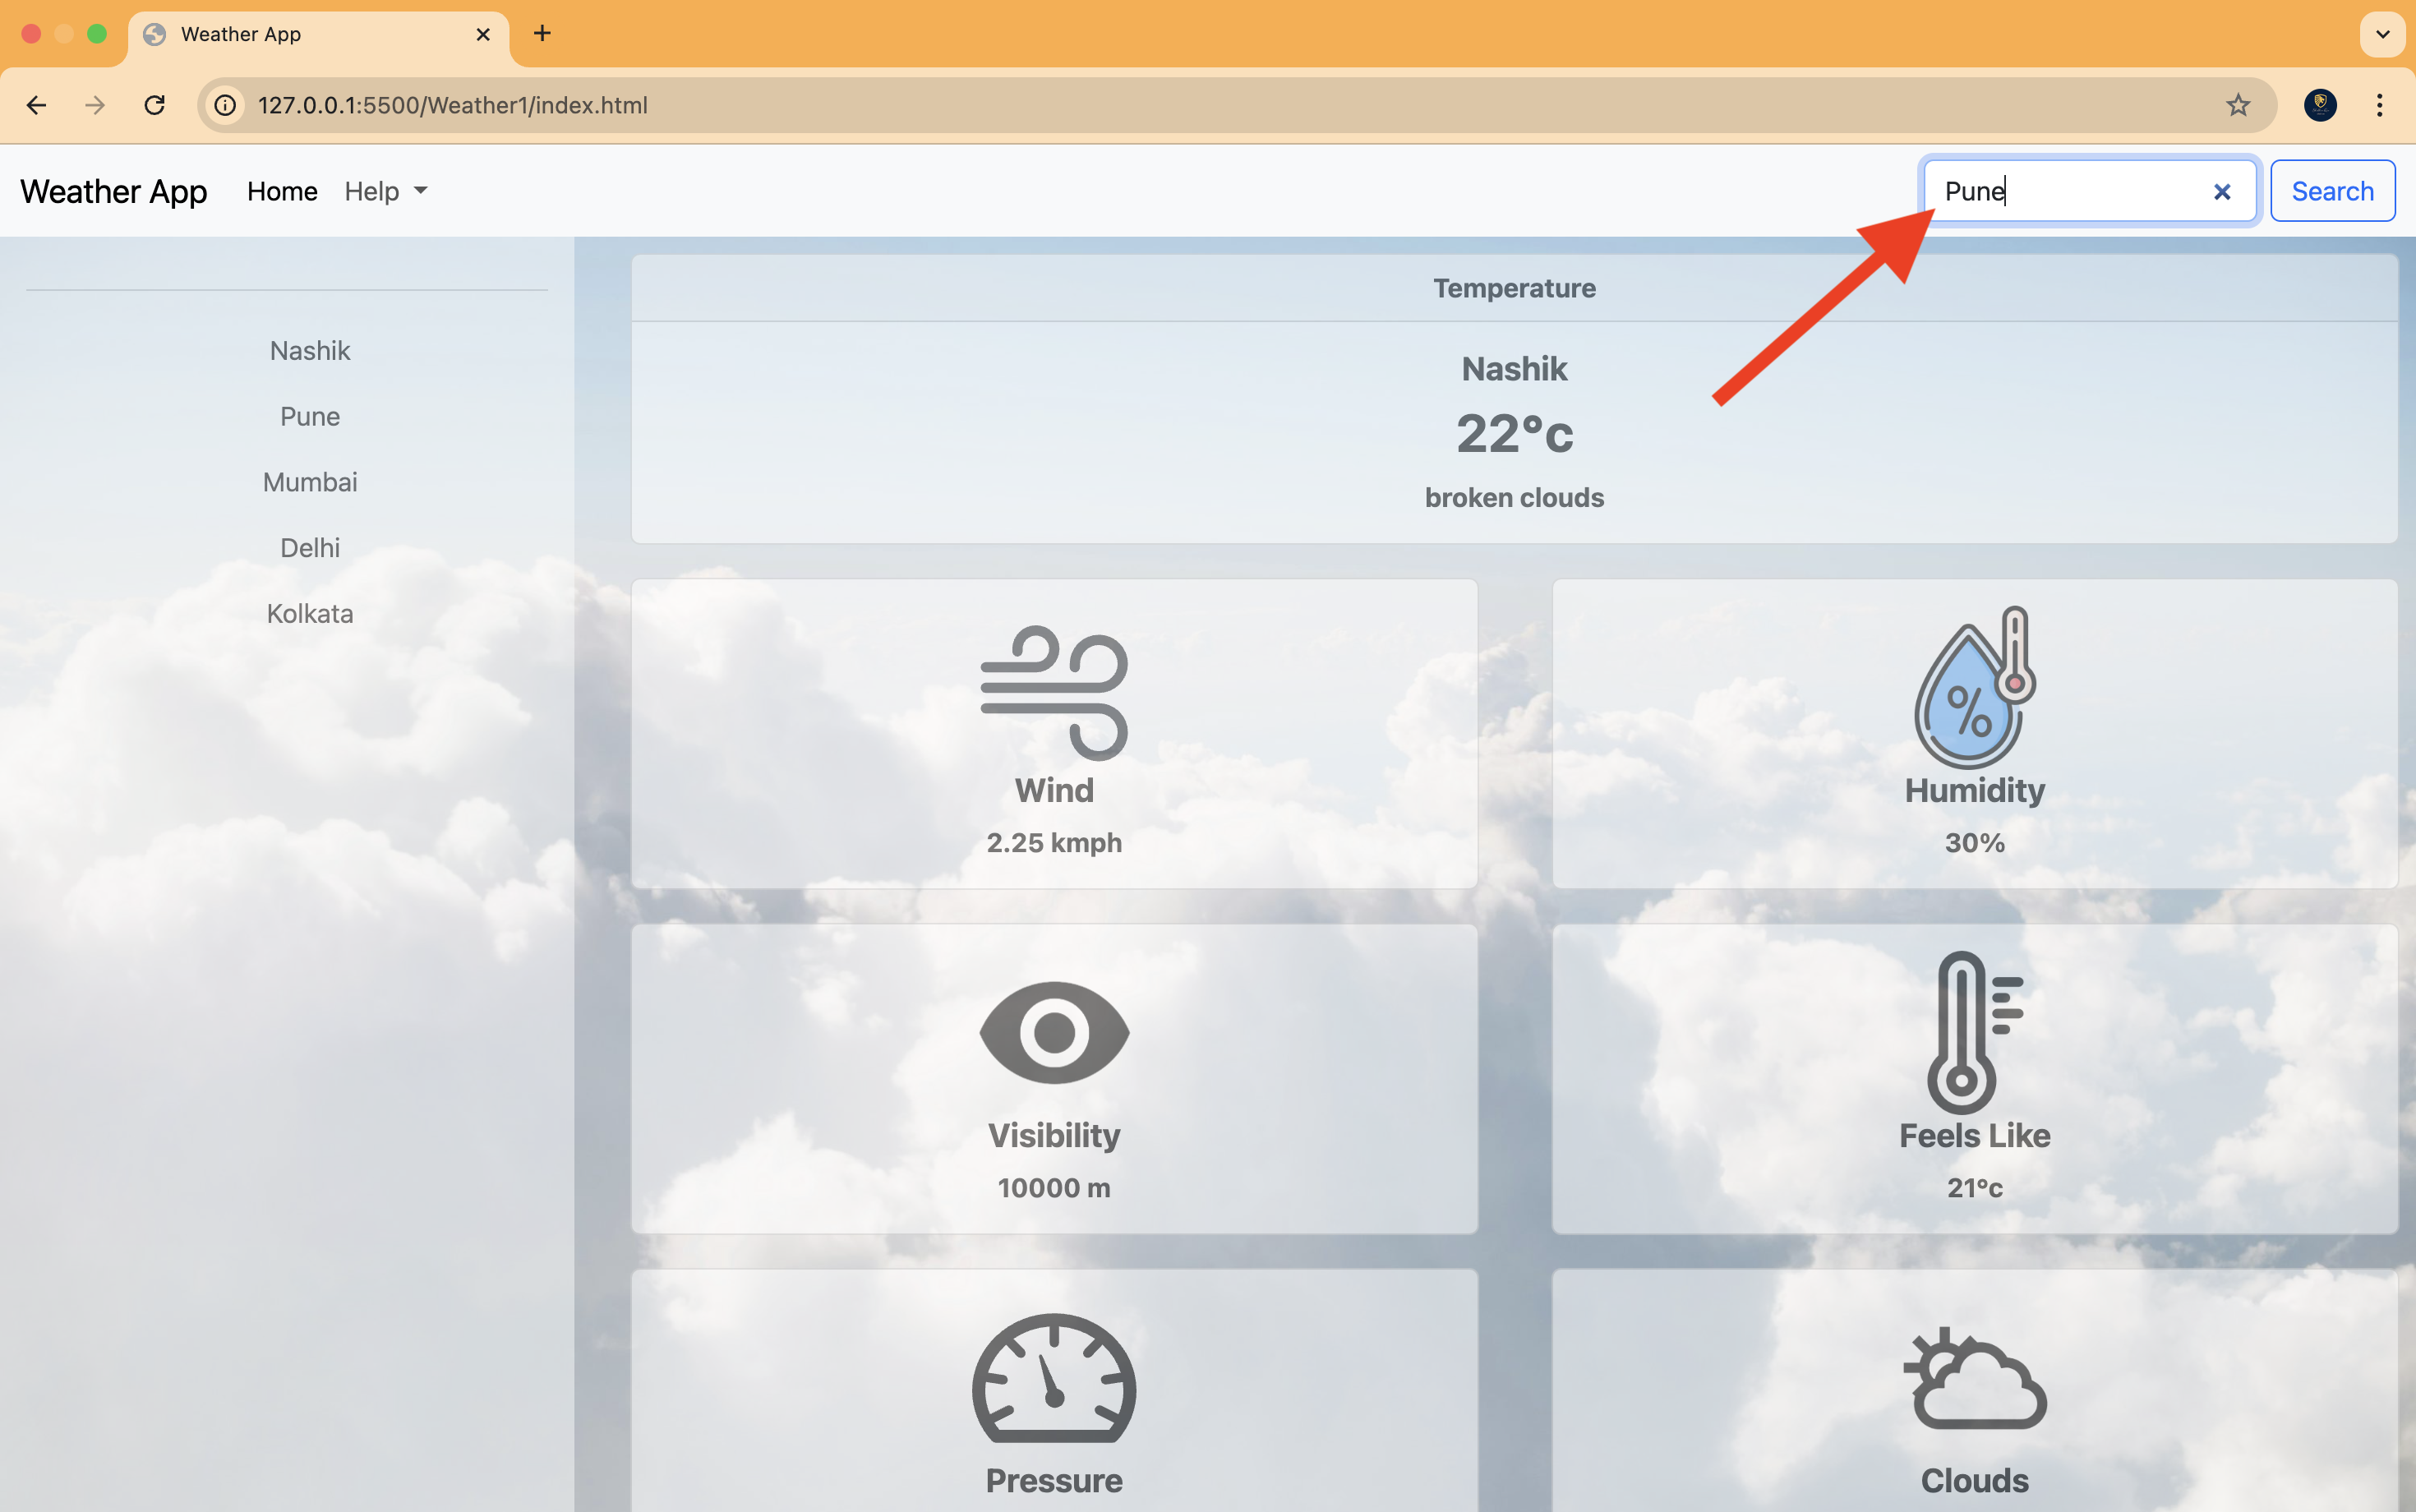 Weather App
127.0.0.1:5500/Weather1/index.html
Weather App Home Help Pune Search
Nashik
Pune
Mumbai
Delhi
Kolkata
Temperature
Nashik
22°c
broken clouds
%
Wind
2.25 kmph
Humidity
30%
Visibility
10000 m
Feels Like
21°c
Pressure
Clouds